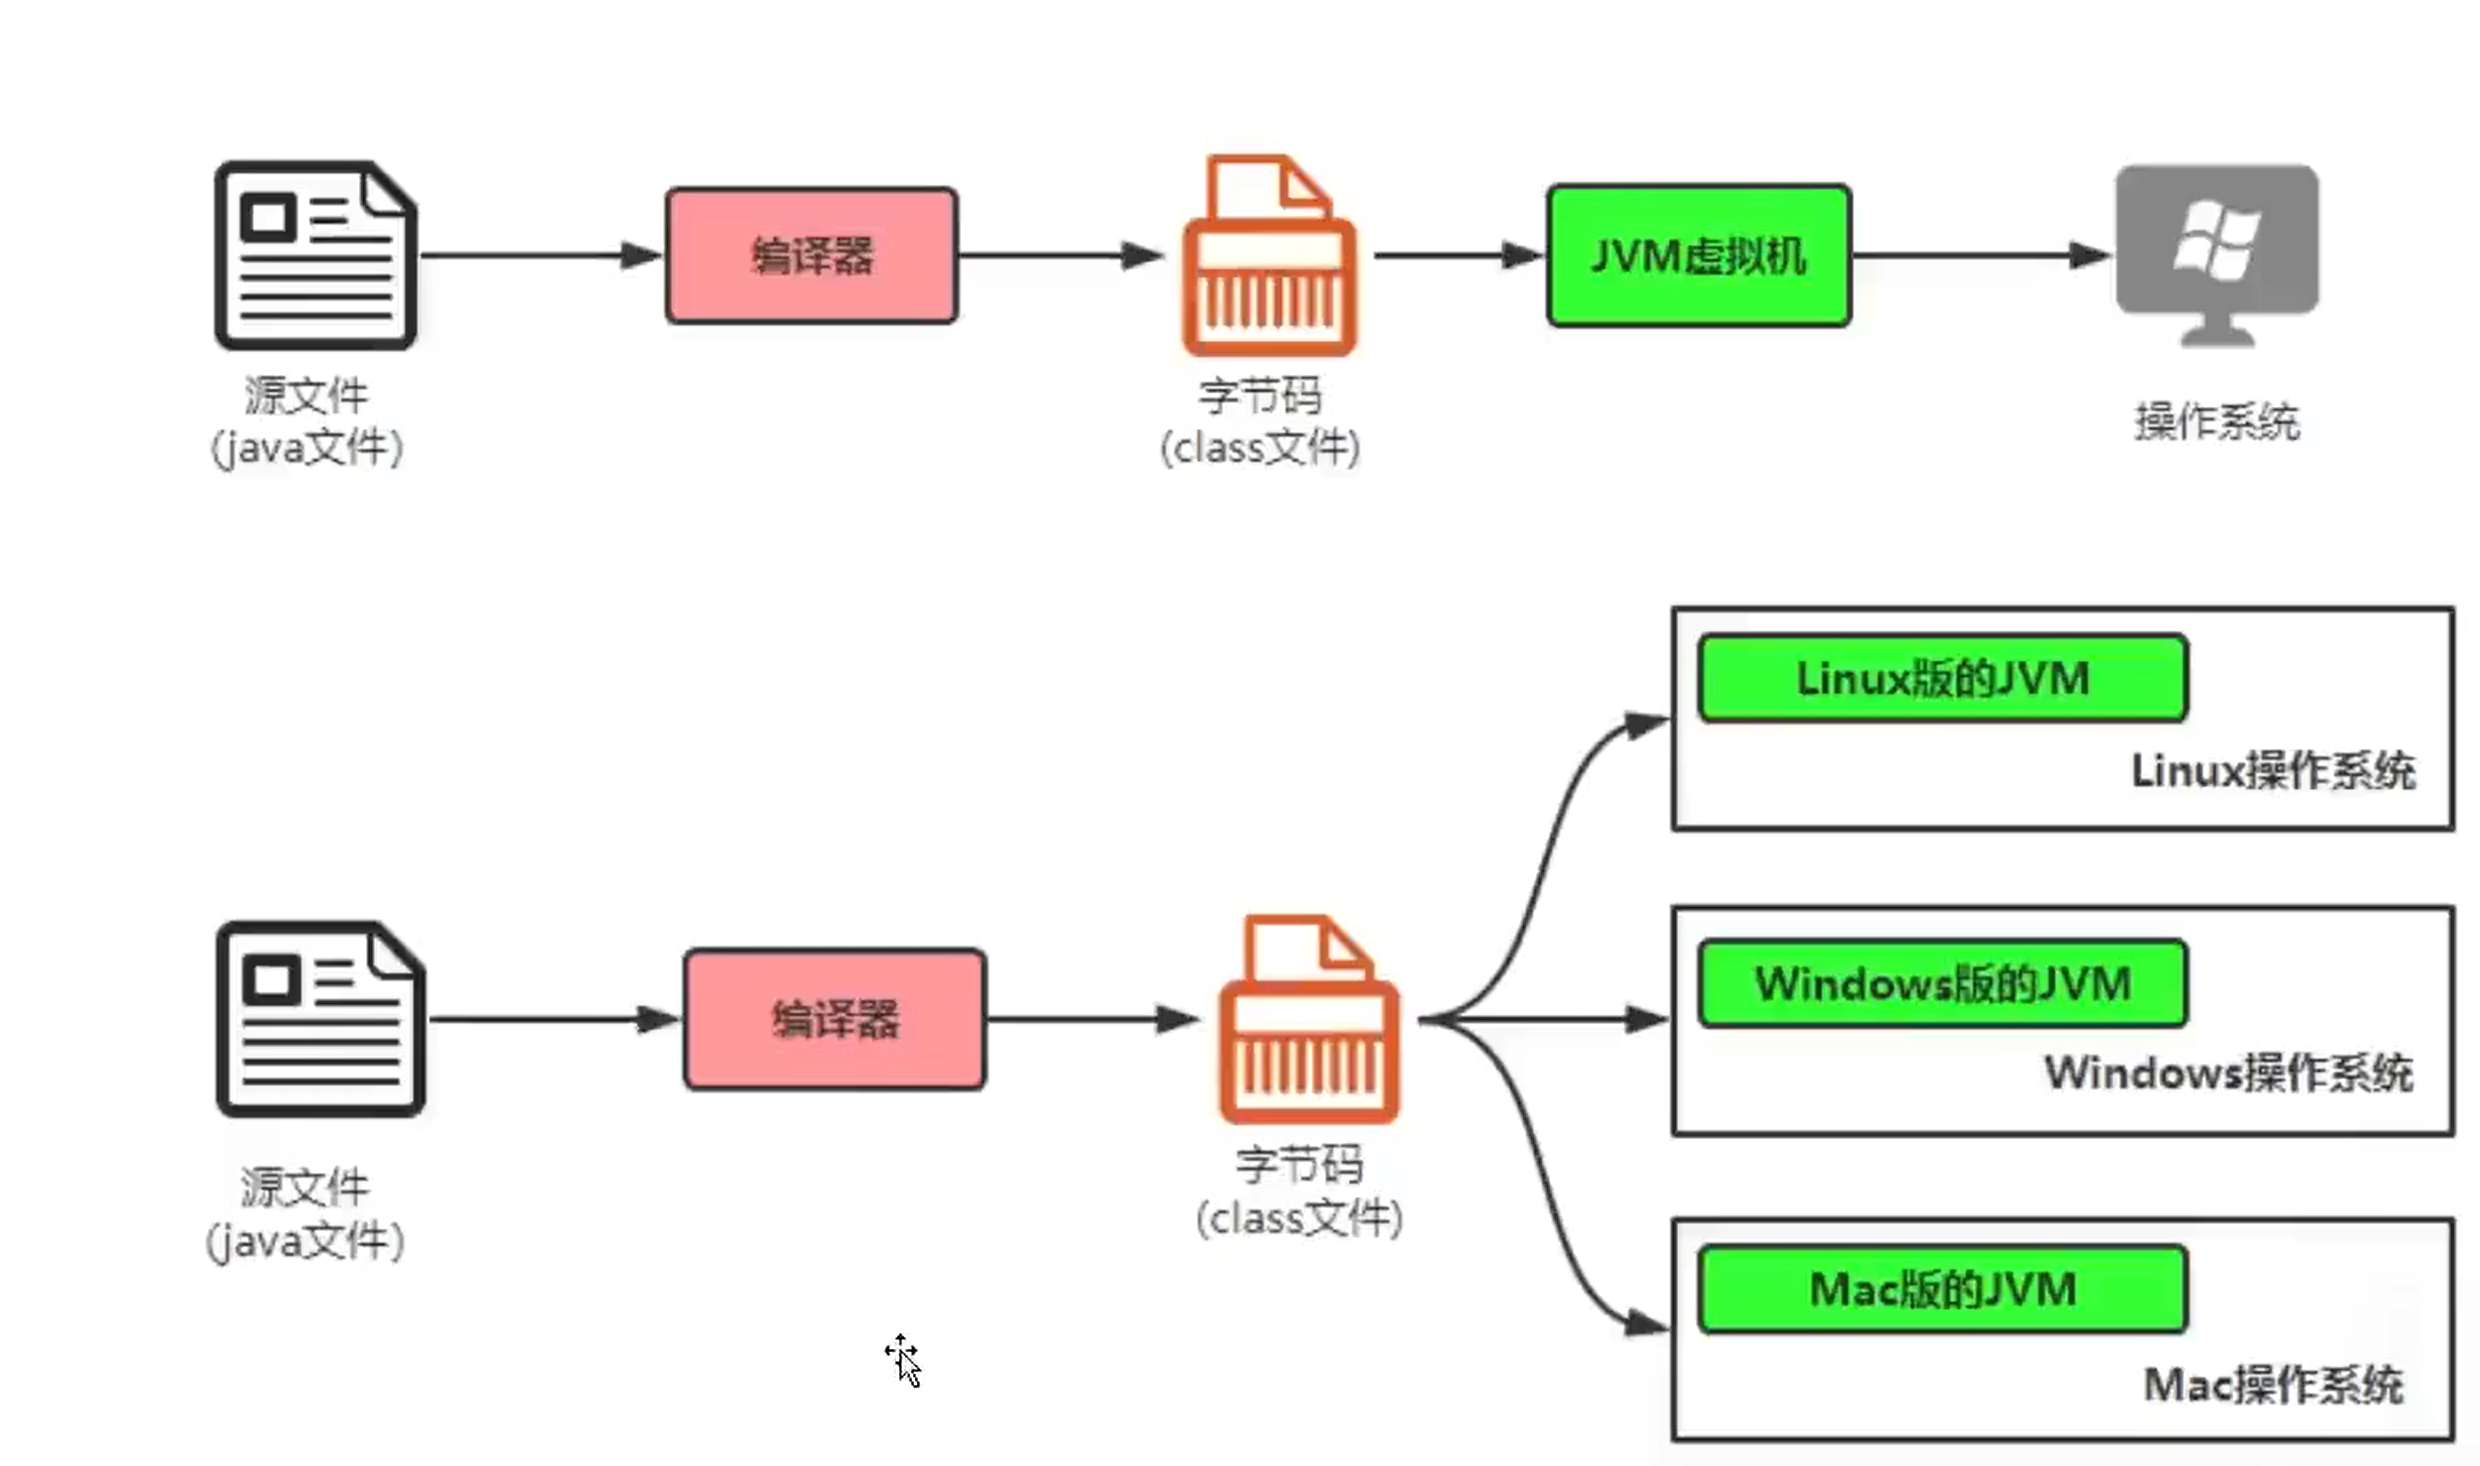 编译器
JVM虚拟机
源文件
(java文件)
字节码
(class文件)
操作系统
Linux版的JVM
Linux操作系统
编译器
Windows版的JVM
Windows操作系统
源文件
(java文件)
字节码
(class文件)
Mac版的JVM
Mac操作系统